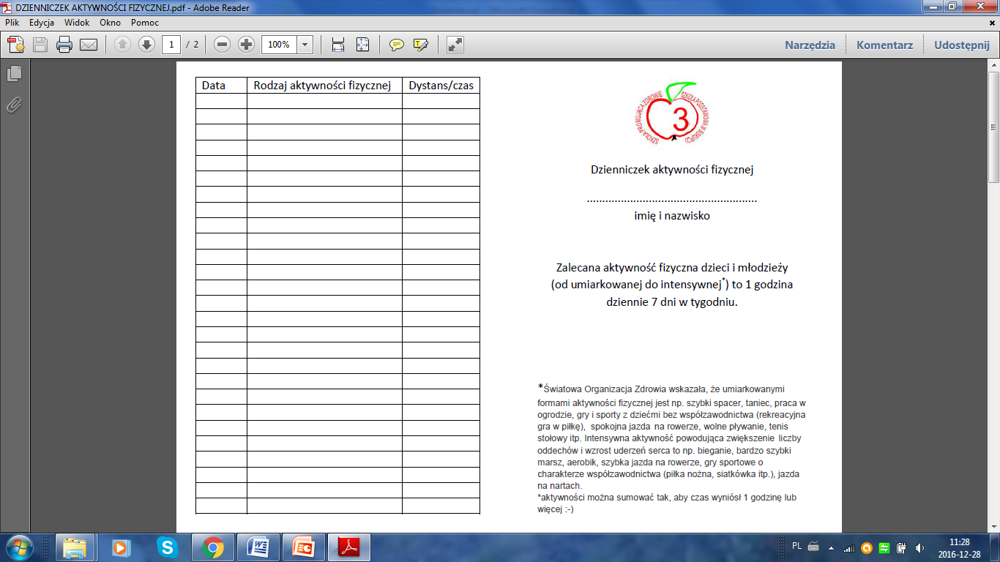 DZIENNICZEK AKTYWNOŚCI FIZYCZNEJ.pdf - Adobe Reader
Plik Edycja Widok Okno Pomoc
1 / 2 100% Narzędzia Komentarz Udostępnij
Data Rodzaj aktywności fizycznej Dystans/czas
SZKOŁA PROMUJĄCA ZDROWIE SZKOŁA PODSTAWOWA W BISKUPCU
3
Dzienniczek aktywności fizycznej
.......................................................
imię i nazwisko
Zalecana aktywność fizyczna dzieci i młodzieży
(od umiarkowanej do intensywnej*) to 1 godzina
dziennie 7 dni w tygodniu.
*Światowa Organizacja Zdrowia wskazała, że umiarkowanymi
formami aktywności fizycznej jest np. szybki spacer, taniec, praca w
ogrodzie, gry i sporty z dziećmi bez współzawodnictwa (rekreacyjna
gra w piłkę), spokojna jazda na rowerze, wolne pływanie, tenis
stołowy itp. Intensywna aktywność powodująca zwiększenie liczby
oddechów i wzrost uderzeń serca to np. bieganie, bardzo szybki
marsz, aerobik, szybka jazda na rowerze, gry sportowe o
charakterze współzawodnictwa (piłka nożna, siatkówka itp.), jazda
na nartach.
*aktywności można sumować tak, aby czas wyniósł 1 godzinę lub
więcej :-)
PL 11:28
2016-12-28